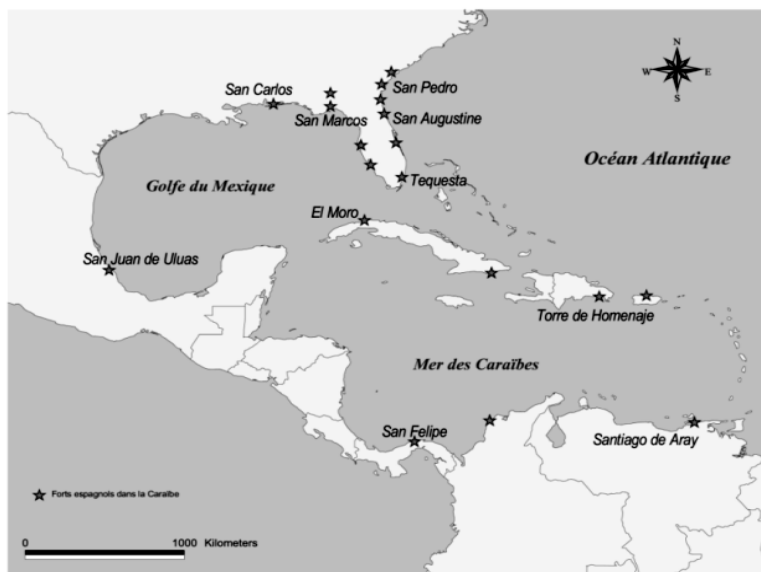 N
W E
S
San Carlos
San Pedro
San Marcos
San Augustine
Océan Atlantique
Golfe du Mexique
Tequesta
El Moro
San Juan de Uluas
Torre de Homenaje
Mer des Caraïbes
San Felipe
Santiago de Aray
Forts espagnols dans la Caraïbe
0 1000 Kilometers